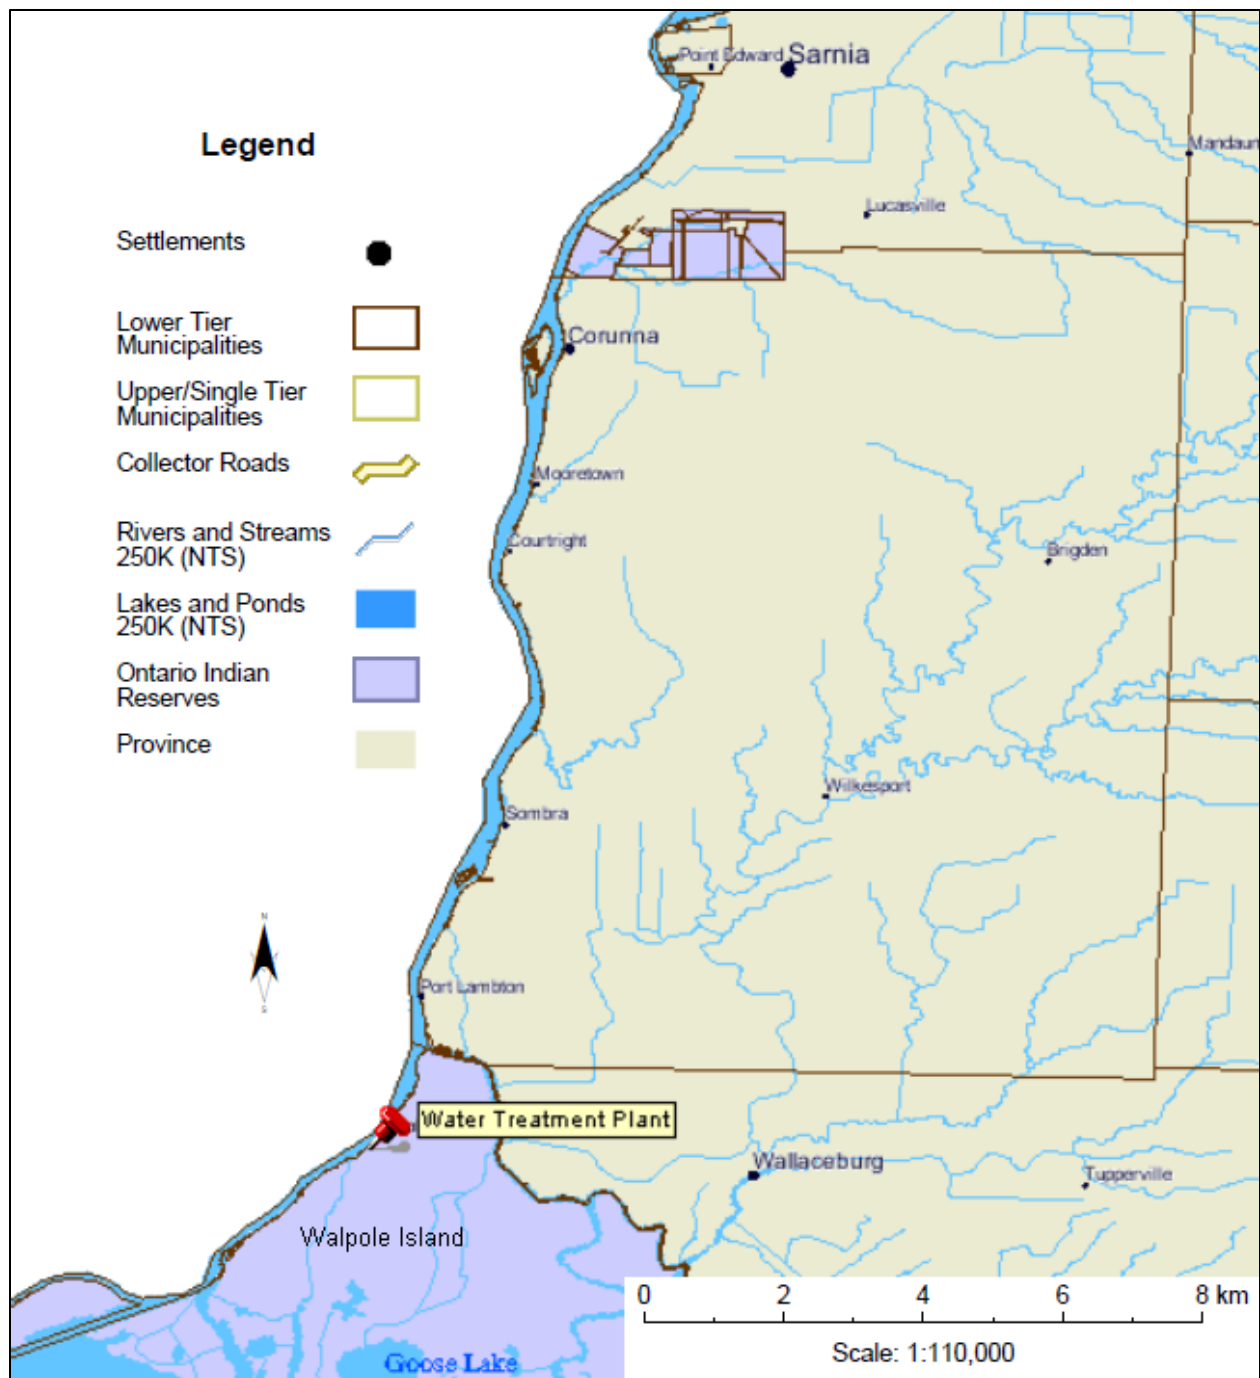 Point Edward
Sarnia
Legend
Mandaum
Lucasville
Settlements
Lower Tier
Municipalities
Corunna
Upper/Single Tier
Municipalities
Collector Roads
Mooretown
Rivers and Streams
250K (NTS)
Courtright
Brigden
Lakes and Ponds
250K (NTS)
Ontario Indian
Reserves
Province
Wilkesport
Sombra
N
S
Port Lambton
Water Treatment Plant
Wallaceburg
Tupperville
Walpole Island
0 2 4 6 8 km
Scale: 1:110,000
Goose Lake